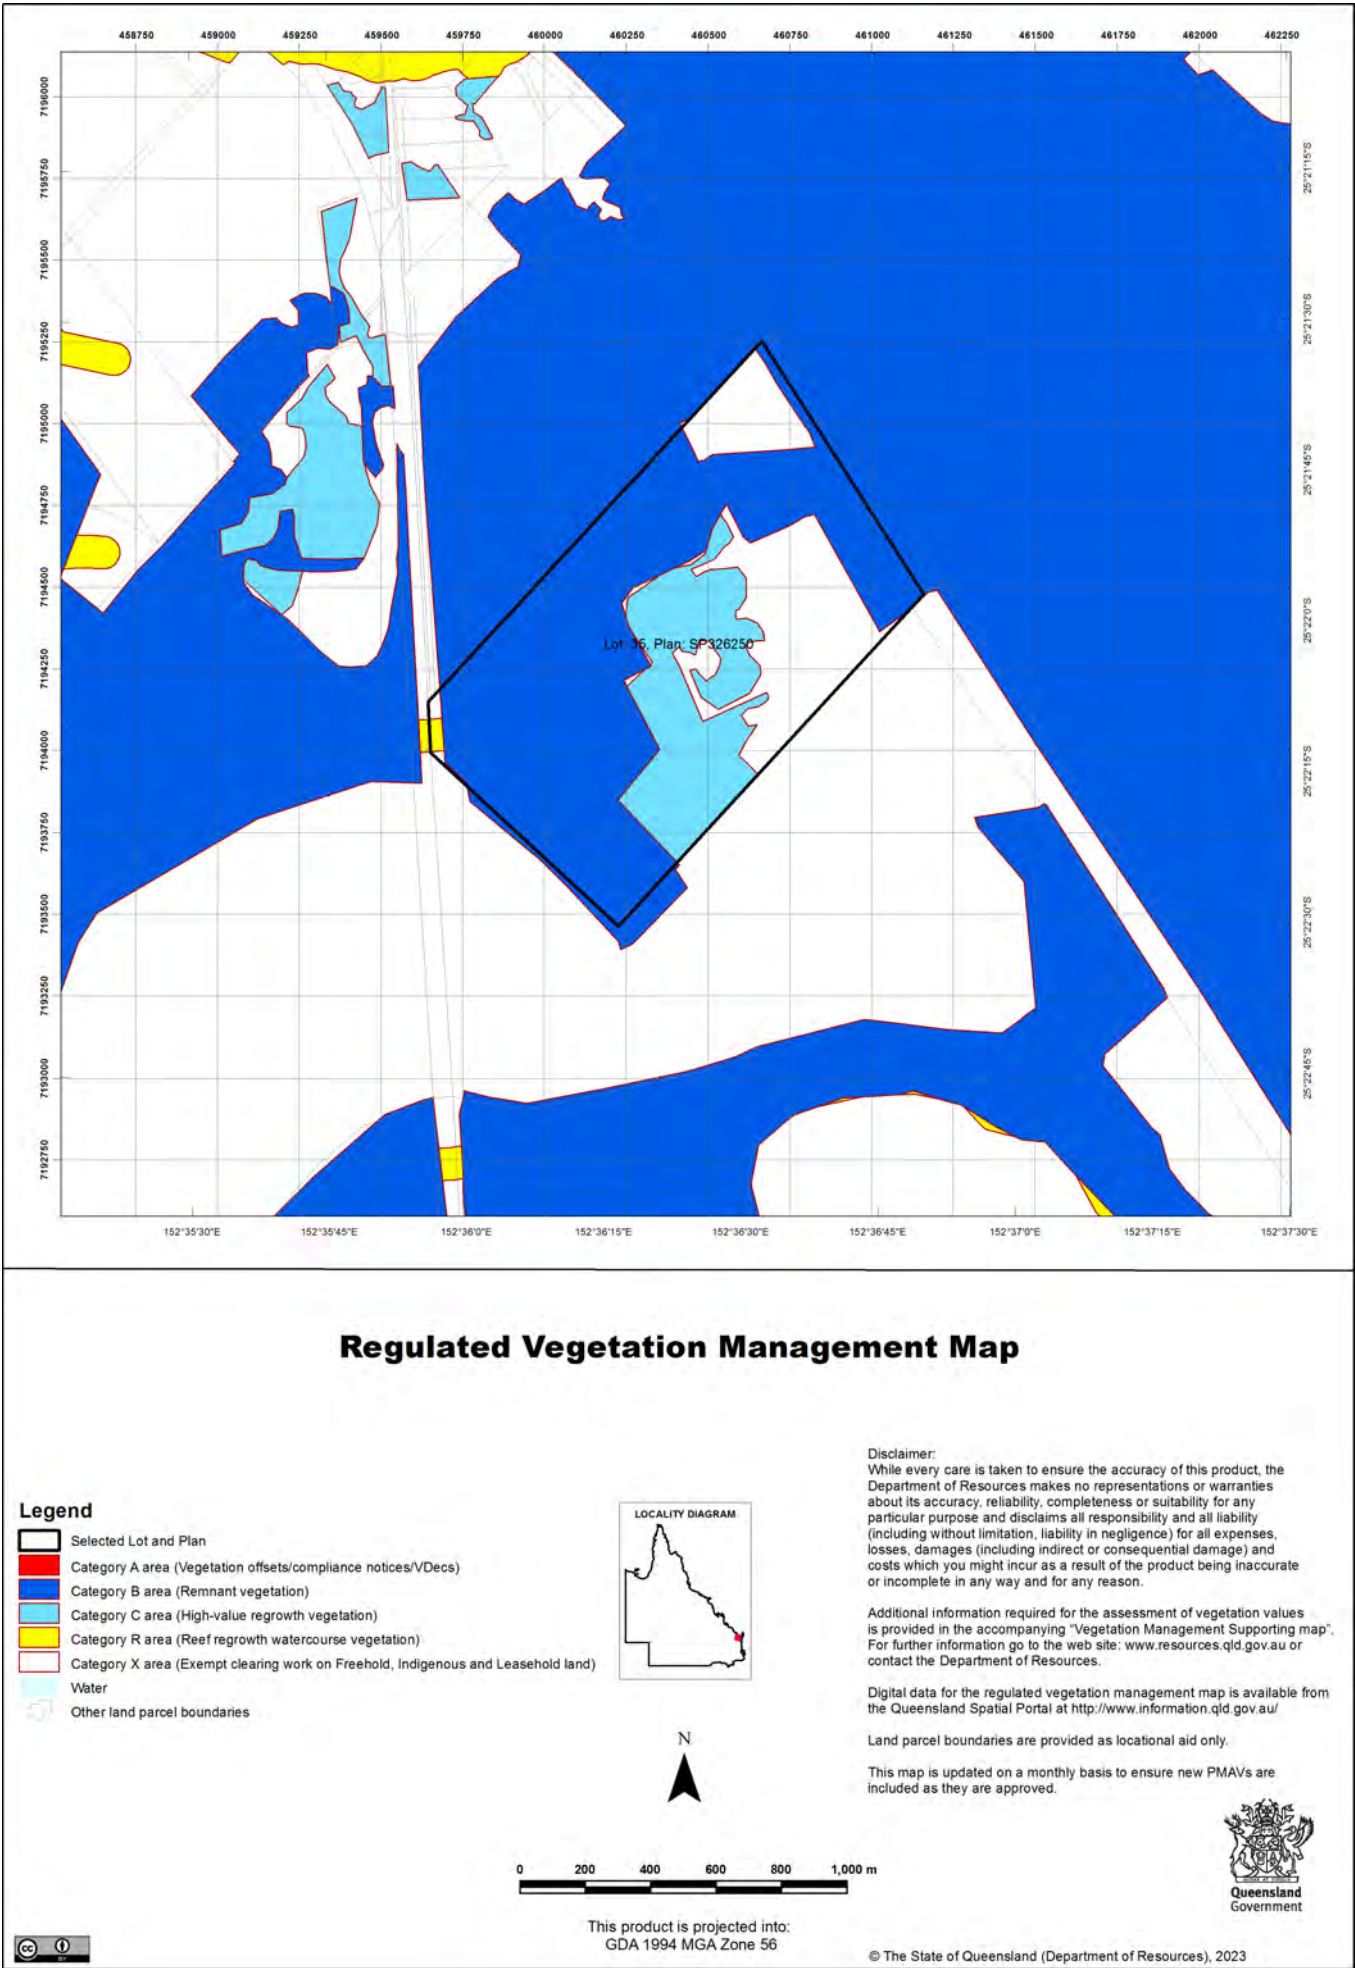 458750 459000 459250 459500 459750 460000 460250 460500 460750 461000 461250 461500 461750 462000 462250
7196000
7195750
7195500
7195250
7195000
7194750
7194500
7194250
7194000
7193750
7193500
7193250
7193000
7192750
25°21'15"S
25°21'30"S
25°21'45"S
25°22'0"S
25°22'15"S
25°22'30"S
25°22'45"S
Lot: 35, Plan: SP326250
152°35'30"E 152°35'45"E 152°36'0"E 152°36'15"E 152°36'30"E 152°36'45"E 152°37'0"E 152°37'15"E 152°37'30"E
Regulated Vegetation Management Map
Legend
Selected Lot and Plan
Category A area (Vegetation offsets/compliance notices/VDecs)
Category B area (Remnant vegetation)
Category C area (High-value regrowth vegetation)
Category R area (Reef regrowth watercourse vegetation)
Category X area (Exempt clearing work on Freehold, Indigenous and Leasehold land)
Water
Other land parcel boundaries
LOCALITY DIAGRAM
N
0 200 400 600 800 1,000 m
This product is projected into:
GDA 1994 MGA Zone 56
Disclaimer:
While every care is taken to ensure the accuracy of this product, the
Department of Resources makes no representations or warranties
about its accuracy, reliability, completeness or suitability for any
particular purpose and disclaims all responsibility and all liability
(including without limitation, liability in negligence) for all expenses,
losses, damages (including indirect or consequential damage) and
costs which you might incur as a result of the product being inaccurate
or incomplete in any way and for any reason.
Additional information required for the assessment of vegetation values
is provided in the accompanying "Vegetation Management Supporting map".
For further information go to the web site: www.resources.qld.gov.au or
contact the Department of Resources.
Digital data for the regulated vegetation management map is available from
the Queensland Spatial Portal at http://www.information.qld.gov.au/
Land parcel boundaries are provided as locational aid only.
This map is updated on a monthly basis to ensure new PMAVs are
included as they are approved.
Queensland
Government
cc
BY
© The State of Queensland (Department of Resources), 2023